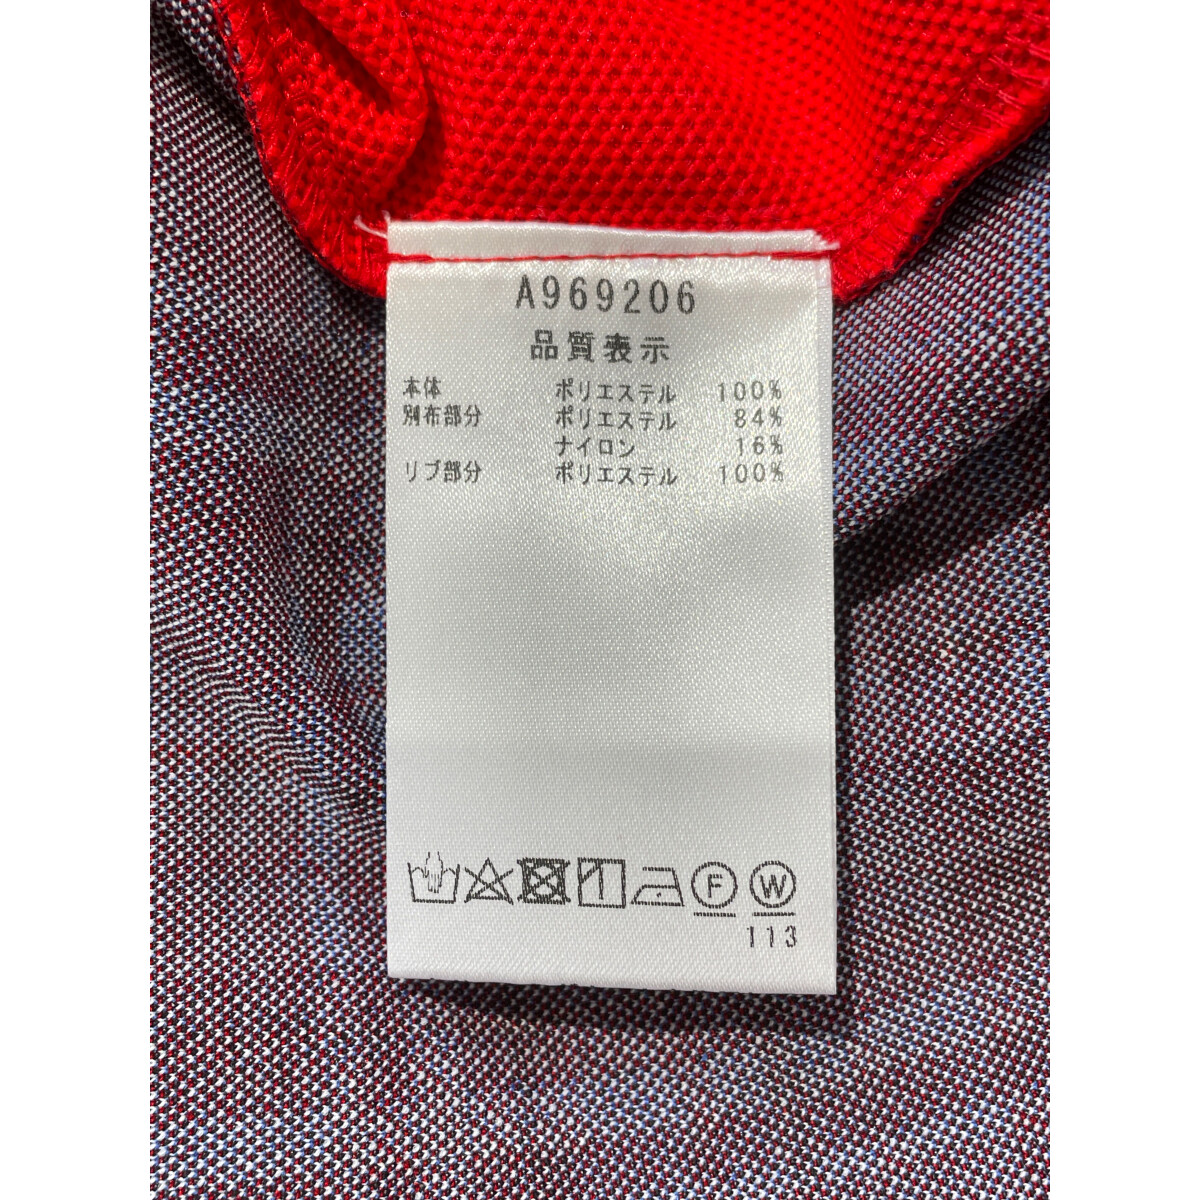 A969206
品質表示
本体 ポリエステル 100%
別布部分 ポリエステル 84%
ナイロン 16%
リブ部分 ポリエステル 100%
F W
113